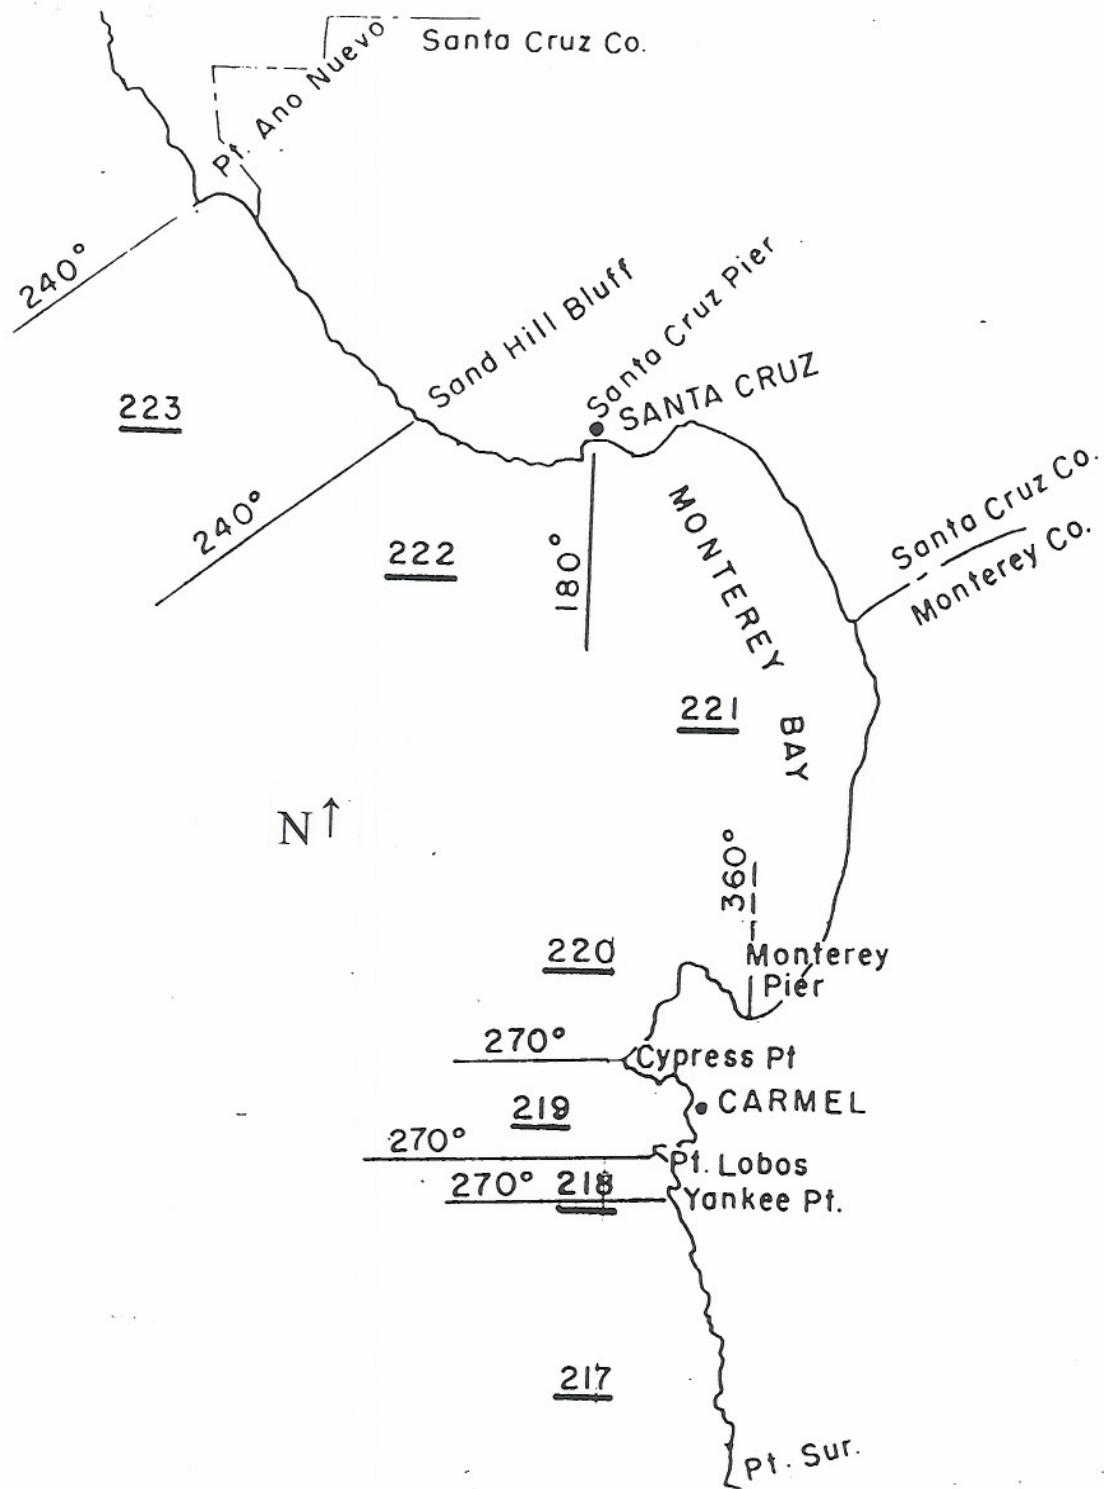 Santa Cruz Co.
Pt. Ano Nuevo
240°
Sand Hill Bluff
Santa Cruz Pier
SANTA CRUZ
223
240°
222
180°
MONTEREY BAY
Santa Cruz Co.
Monterey Co.
221
N↑
360°
220
Monterey
Pier
270°
Cypress Pt
219
CARMEL
270°
Pt. Lobos
270°
218
Yankee Pt.
217
Pt. Sur.